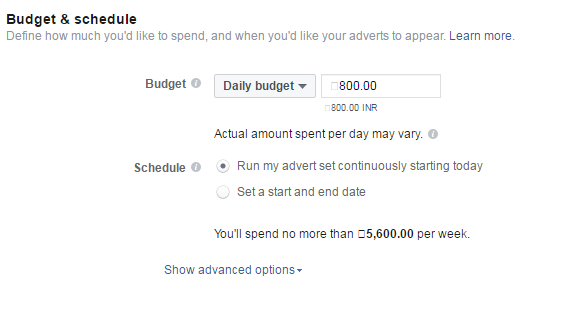 Budget & schedule
Define how much you'd like to spend, and when you'd like your adverts to appear. Learn more.
Budget Daily budget □800.00
□800.00 INR
Actual amount spent per day may vary.
Schedule Run my advert set continuously starting today
Set a start and end date
You'll spend no more than □5,600.00 per week.
Show advanced options